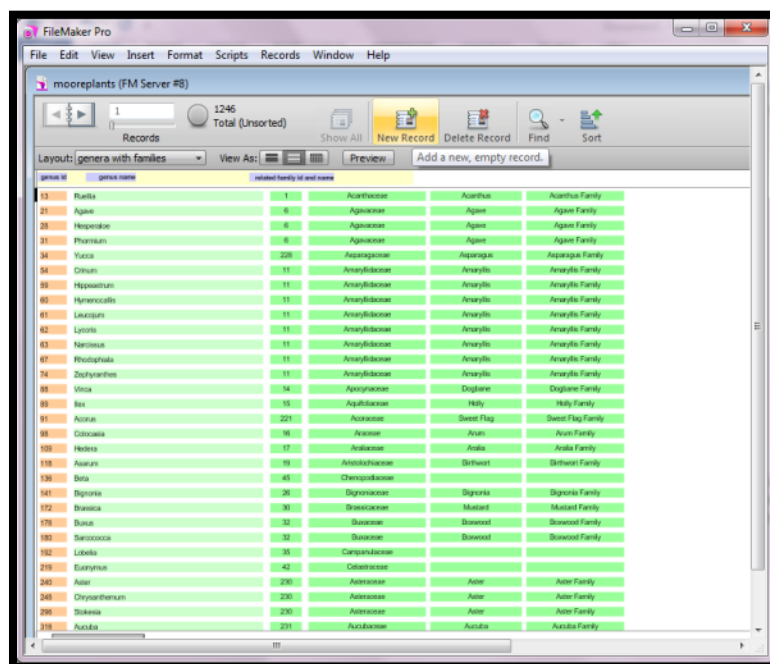 FileMaker Pro
File Edit View Insert Format Scripts Records Window Help
mooreplants (FM Server #8)
1 1246
Total (Unsorted)
Records Show All New Record Delete Record Find Sort
Layout: genera with families View As: Preview Add a new, empty record.
genus id genus name related family id and name
13 Ruellia 1 Acanthaceae Acanthus Acanthus Family
21 Agave 6 Agavaceae Agave Agave Family
28 Hesperaloe 6 Agavaceae Agave Agave Family
31 Phormium 6 Agavaceae Agave Agave Family
34 Yucca 228 Asparagaceae Asparagus Asparagus Family
54 Crinum 11 Amaryllidaceae Amaryllis Amaryllis Family
59 Hippeastrum 11 Amaryllidaceae Amaryllis Amaryllis Family
60 Hymenocallis 11 Amaryllidaceae Amaryllis Amaryllis Family
61 Leucojum 11 Amaryllidaceae Amaryllis Amaryllis Family
62 Lycoris 11 Amaryllidaceae Amaryllis Amaryllis Family
63 Narcissus 11 Amaryllidaceae Amaryllis Amaryllis Family
67 Rhodophiala 11 Amaryllidaceae Amaryllis Amaryllis Family
74 Zephyranthes 11 Amaryllidaceae Amaryllis Amaryllis Family
88 Vinca 14 Apocynaceae Dogbane Dogbane Family
89 Ilex 15 Aquifoliaceae Holly Holly Family
91 Acorus 221 Acoraceae Sweet Flag Sweet Flag Family
98 Colocasia 16 Araceae Arum Arum Family
109 Hedera 17 Araliaceae Aralia Aralia Family
118 Asarum 19 Aristolochiaceae Birthwort Birthwort Family
136 Beta 45 Chenopodiaceae
141 Bignonia 26 Bignoniaceae Bignonia Bignonia Family
172 Brassica 30 Brassicaceae Mustard Mustard Family
178 Buxus 32 Buxaceae Boxwood Boxwood Family
180 Sarcococca 32 Buxaceae Boxwood Boxwood Family
192 Lobelia 35 Campanulaceae
219 Euonymus 42 Celastraceae
240 Aster 230 Asteraceae Aster Aster Family
248 Chrysanthemum 230 Asteraceae Aster Aster Family
298 Stokesia 230 Asteraceae Aster Aster Family
318 Aucuba 231 Aucubaceae Aucuba Aucuba Family